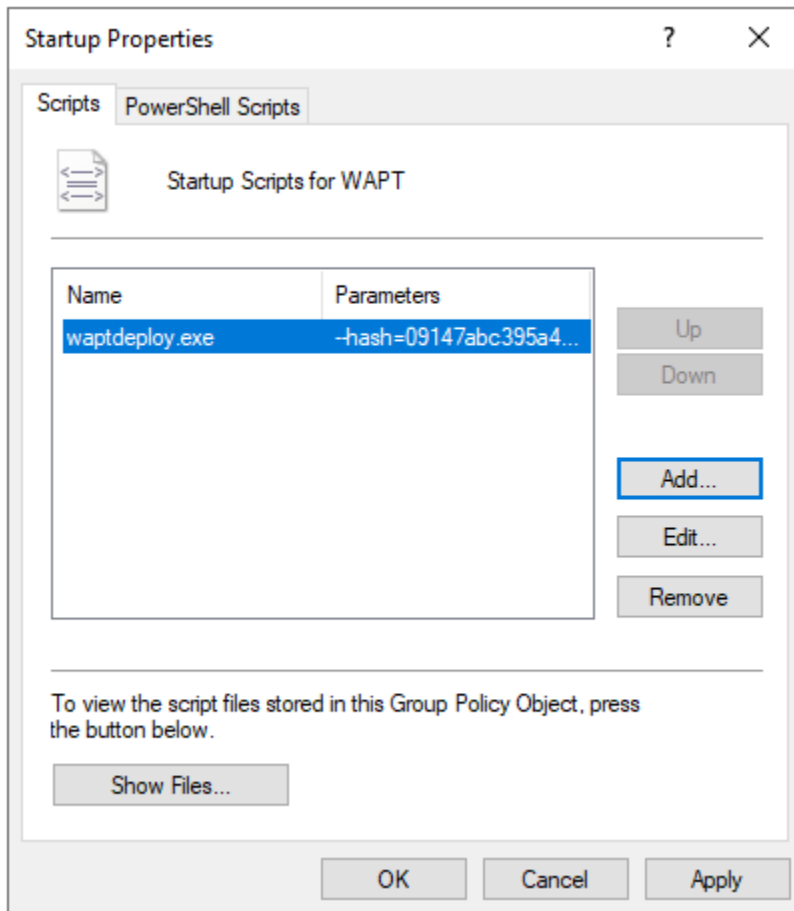 Startup Properties
? X
Scripts PowerShell Scripts
Startup Scripts for WAPT
Name Parameters
waptdeploy.exe --hash=09147abc395a4...
Up
Down
Add...
Edit...
Remove
To view the script files stored in this Group Policy Object, press
the button below.
Show Files...
OK Cancel Apply